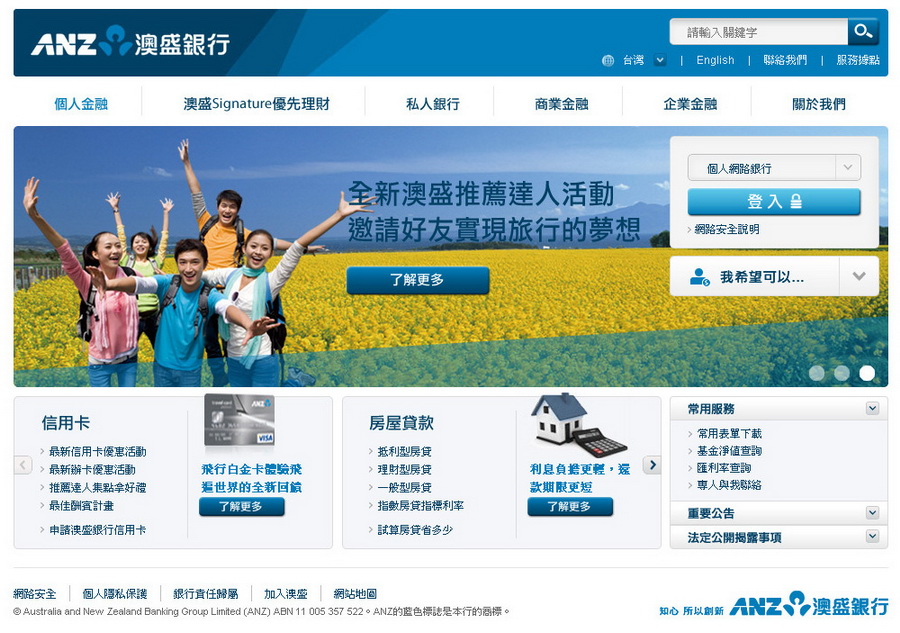 ANZ 澳盛銀行
請輸入關鍵字
台灣 | English | 聯絡我們 | 服務據點
個人金融
澳盛Signature優先理財
私人銀行
商業金融
企業金融
關於我們
全新澳盛推薦達人活動
邀請好友實現旅行的夢想
了解更多
個人網路銀行
登入
網路安全說明
我希望可以...
信用卡
最新信用卡優惠活動
最新辦卡優惠活動
推薦達人集點拿好禮
最佳酬賓計畫
申請澳盛銀行信用卡
ANZ
VISA
飛行白金卡體驗飛
遍世界的全新回饋
了解更多
房屋貸款
抵利型房貸
理財型房貸
一般型房貸
指數房貸指標利率
試算房貸省多少
利息負擔更輕，還
款期限更短
了解更多
常用服務
常用表單下載
基金淨值查詢
匯利率查詢
專人與我聯絡
重要公告
法定公開揭露事項
網路安全 | 個人隱私保護 | 銀行責任歸屬 | 加入澳盛 | 網站地圖
© Australia and New Zealand Banking Group Limited (ANZ) ABN 11 005 357 522。ANZ的藍色標誌是本行的商標。
知心 所以創新 ANZ 澳盛銀行